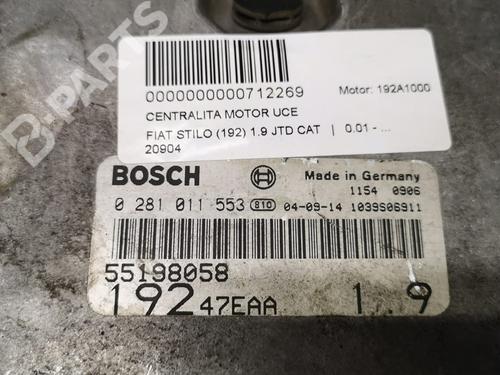 B-PARTS
0000000000712269
Motor: 192A1000
CENTRALITA MOTOR UCE
FIAT STILO (192) 1.9 JTD CAT | 0.01 - ...
20904
BOSCH
Made in Germany
1154 0906
0 281 011 553 810 04-09-14 1039S06911
55198058
192 47EAA 1.9